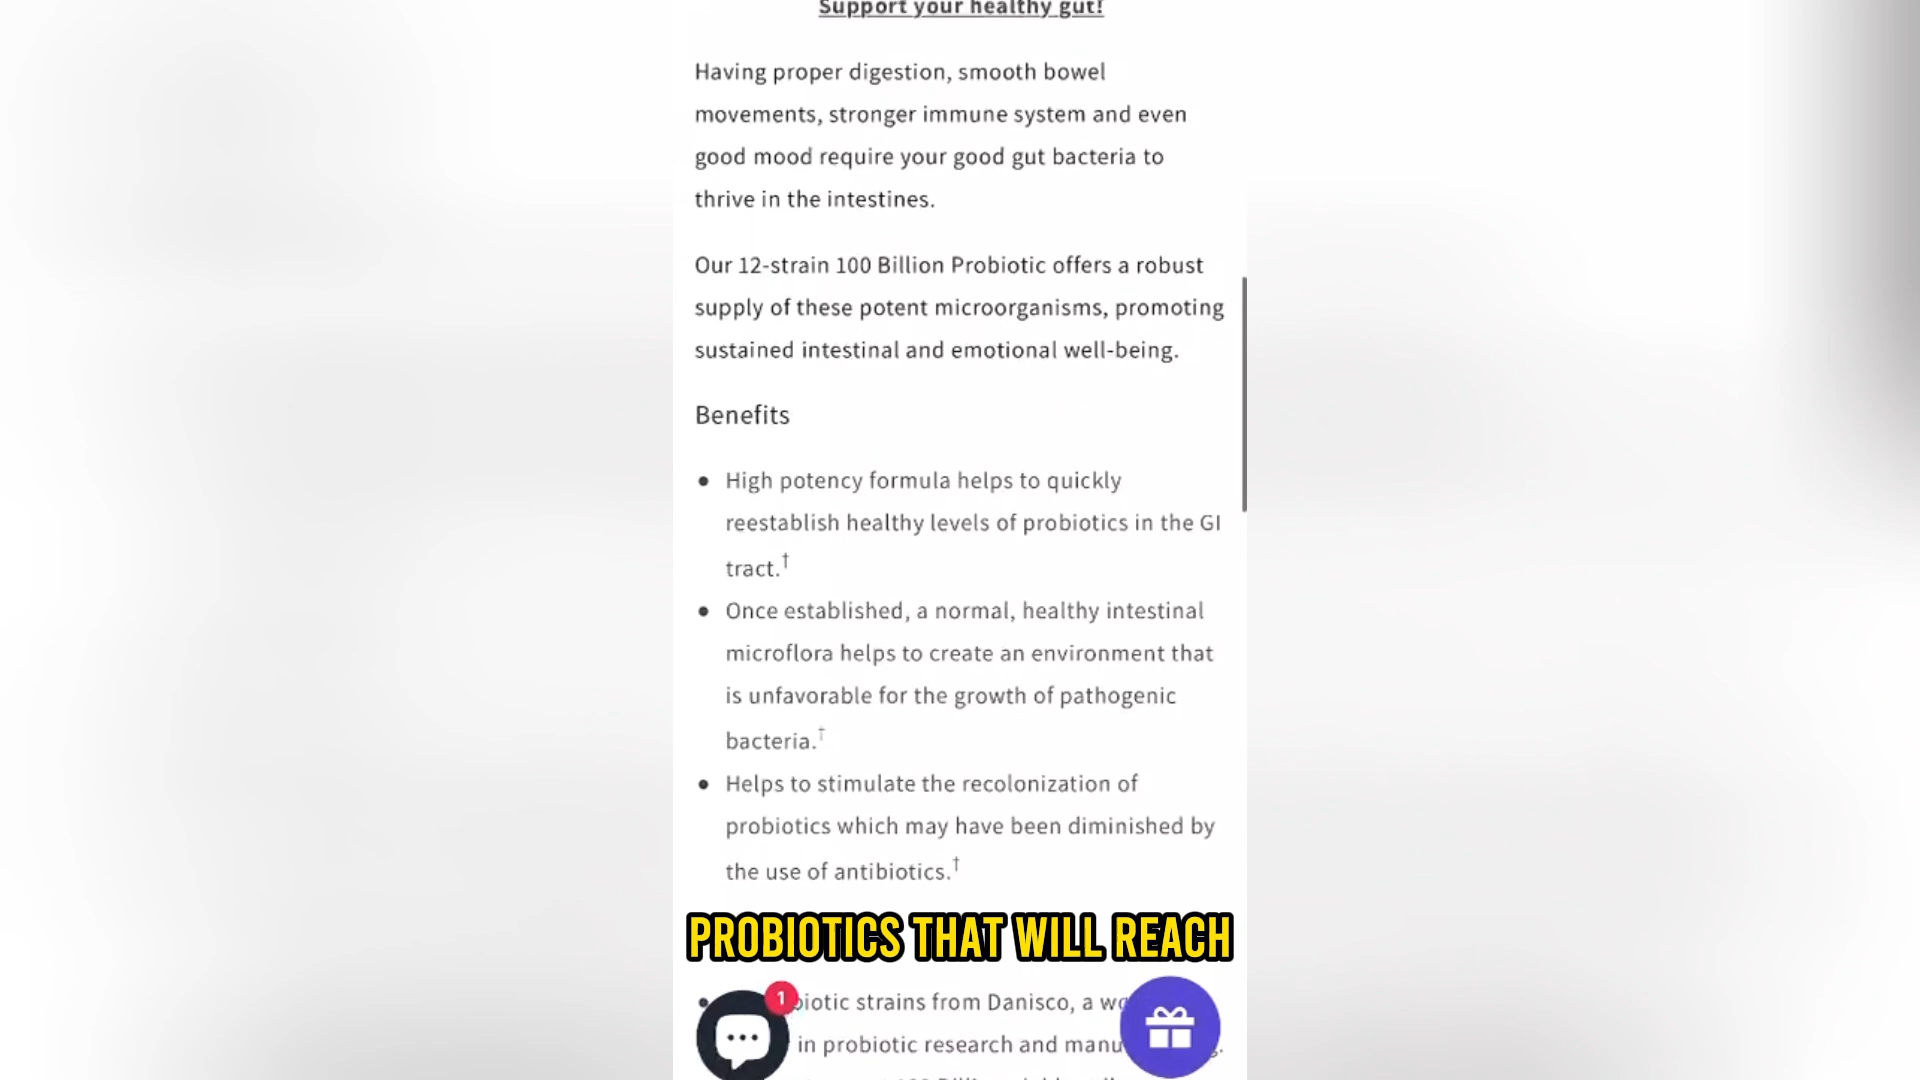 Support your healthy gut!
Having proper digestion, smooth bowel
movements, stronger immune system and even
good mood require your good gut bacteria to
thrive in the intestines.
Our 12-strain 100 Billion Probiotic offers a robust
supply of these potent microorganisms, promoting
sustained intestinal and emotional well-being.
Benefits
• High potency formula helps to quickly
reestablish healthy levels of probiotics in the GI
tract.†
• Once established, a normal, healthy intestinal
microflora helps to create an environment that
is unfavorable for the growth of pathogenic
bacteria.†
• Helps to stimulate the recolonization of
probiotics which may have been diminished by
the use of antibiotics.†
PROBIOTICS THAT WILL REACH
1
strains from Danisco, a
in probiotic research and